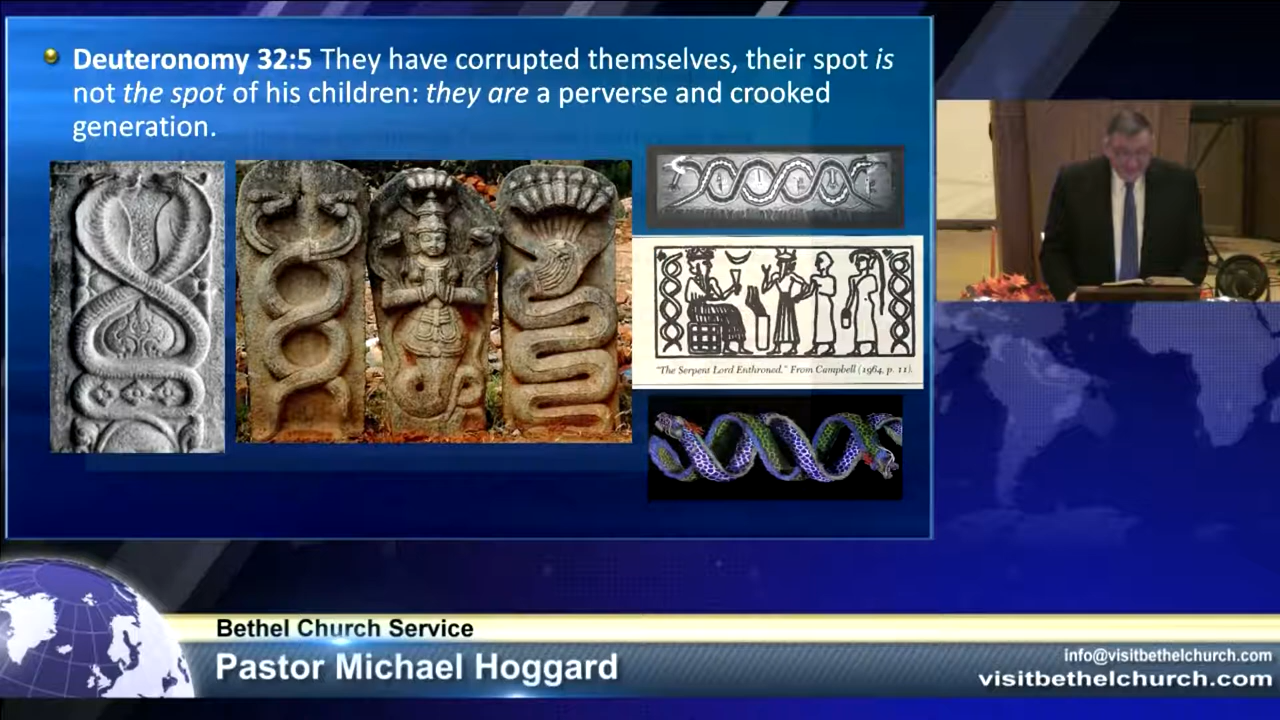 Deuteronomy 32:5 They have corrupted themselves, their spot is
not the spot of his children: they are a perverse and crooked
generation.
"The Serpent Lord Enthroned." From Campbell (1964, p. 11).
Bethel Church Service
Pastor Michael Hoggard
info@visitbethelchurch.com
visitbethelchurch.com